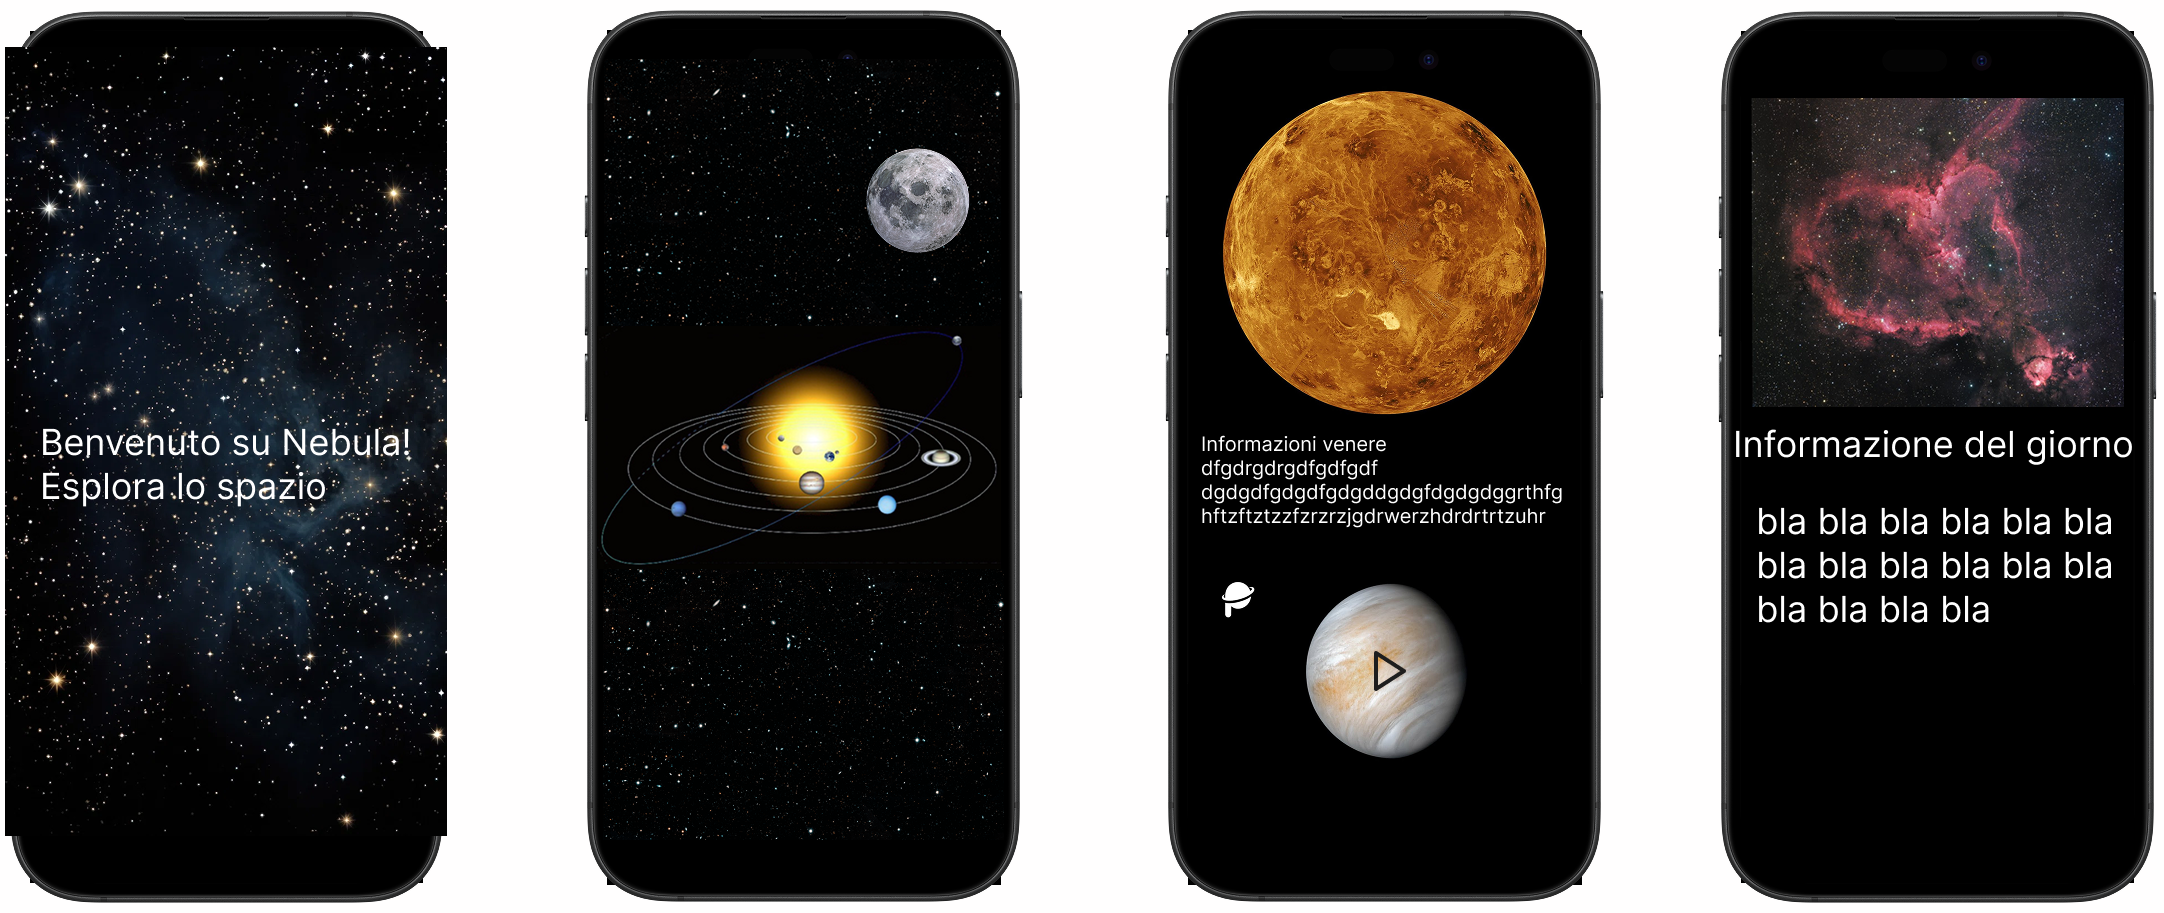 Benvenuto su Nebula!
Esplora lo spazio
Informazioni venere
dfgdrgdrgdfgdfgdf
dgdgdfgdgdfgdgddgdgfdgdgdggrthfg
hftzftztzzfzrzrzjgdrwerzhdrdrtrtzuhr
Informazione del giorno
bla bla bla bla bla bla
bla bla bla bla bla bla
bla bla bla bla